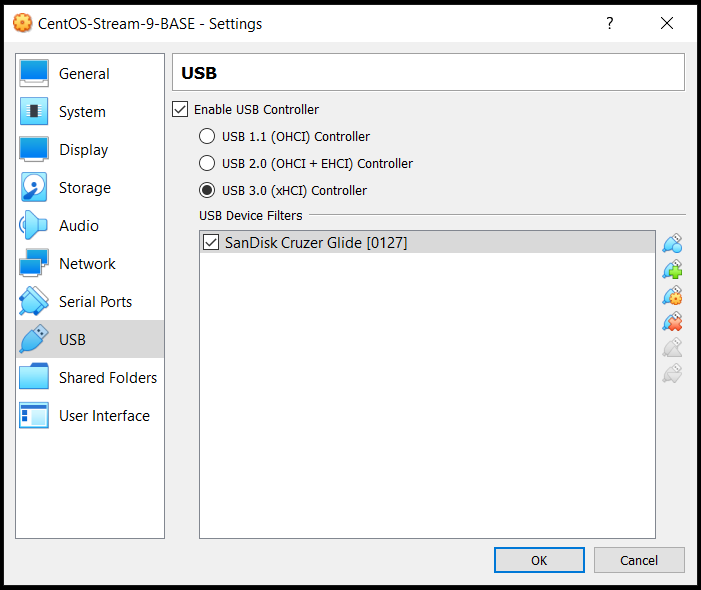 CentOS-Stream-9-BASE - Settings
?
General
System
Display
Storage
Audio
Network
Serial Ports
USB
Shared Folders
User Interface
USB
Enable USB Controller
USB 1.1 (OHCI) Controller
USB 2.0 (OHCI + EHCI) Controller
USB 3.0 (xHCI) Controller
USB Device Filters
SanDisk Cruzer Glide [0127]
OK
Cancel